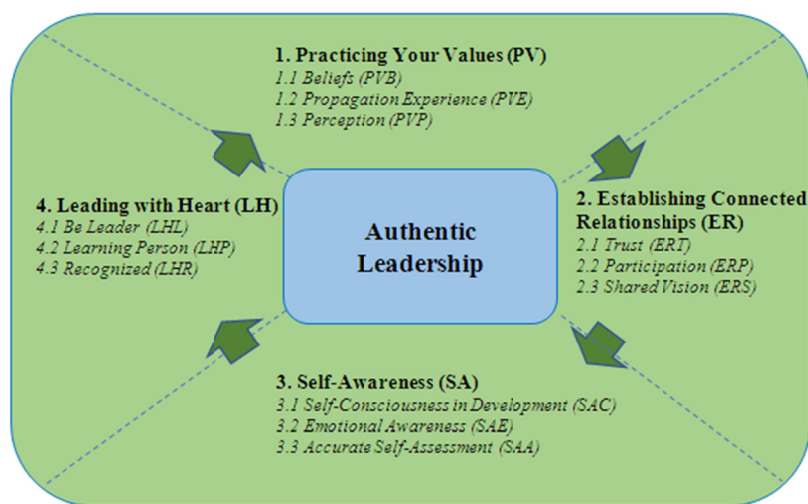 1. Practicing Your Values (PV)
1.1 Beliefs (PVB)
1.2 Propagation Experience (PVE)
1.3 Perception (PVP)
2. Establishing Connected
Relationships (ER)
2.1 Trust (ERT)
2.2 Participation (ERP)
2.3 Shared Vision (ERS)
3. Self-Awareness (SA)
3.1 Self-Consciousness in Development (SAC)
3.2 Emotional Awareness (SAE)
3.3 Accurate Self-Assessment (SAA)
4. Leading with Heart (LH)
4.1 Be Leader (LHL)
4.2 Learning Person (LHP)
4.3 Recognized (LHR)
Authentic
Leadership